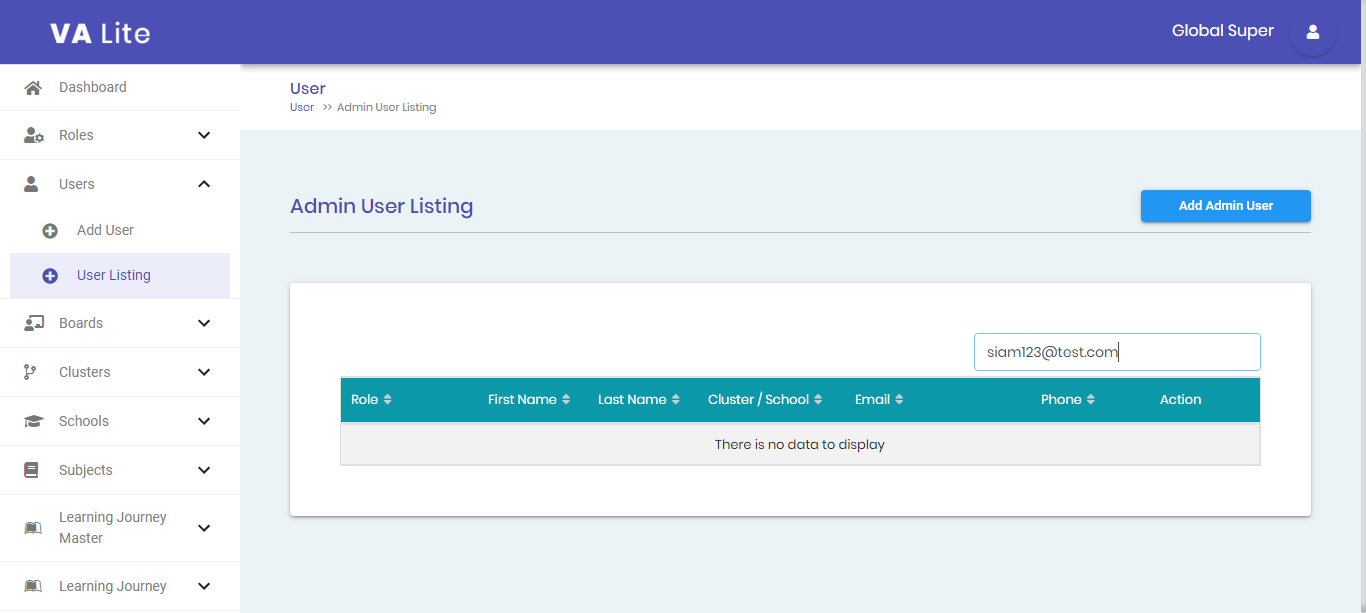 VA Lite
Global Super
Dashboard
Roles
Users
Add User
User Listing
Boards
Clusters
Schools
Subjects
Learning Journey
Master
Learning Journey
User
User >> Admin User Listing
Admin User Listing
Add Admin User
siam123@test.com
Role First Name Last Name Cluster / School Email Phone Action
There is no data to display